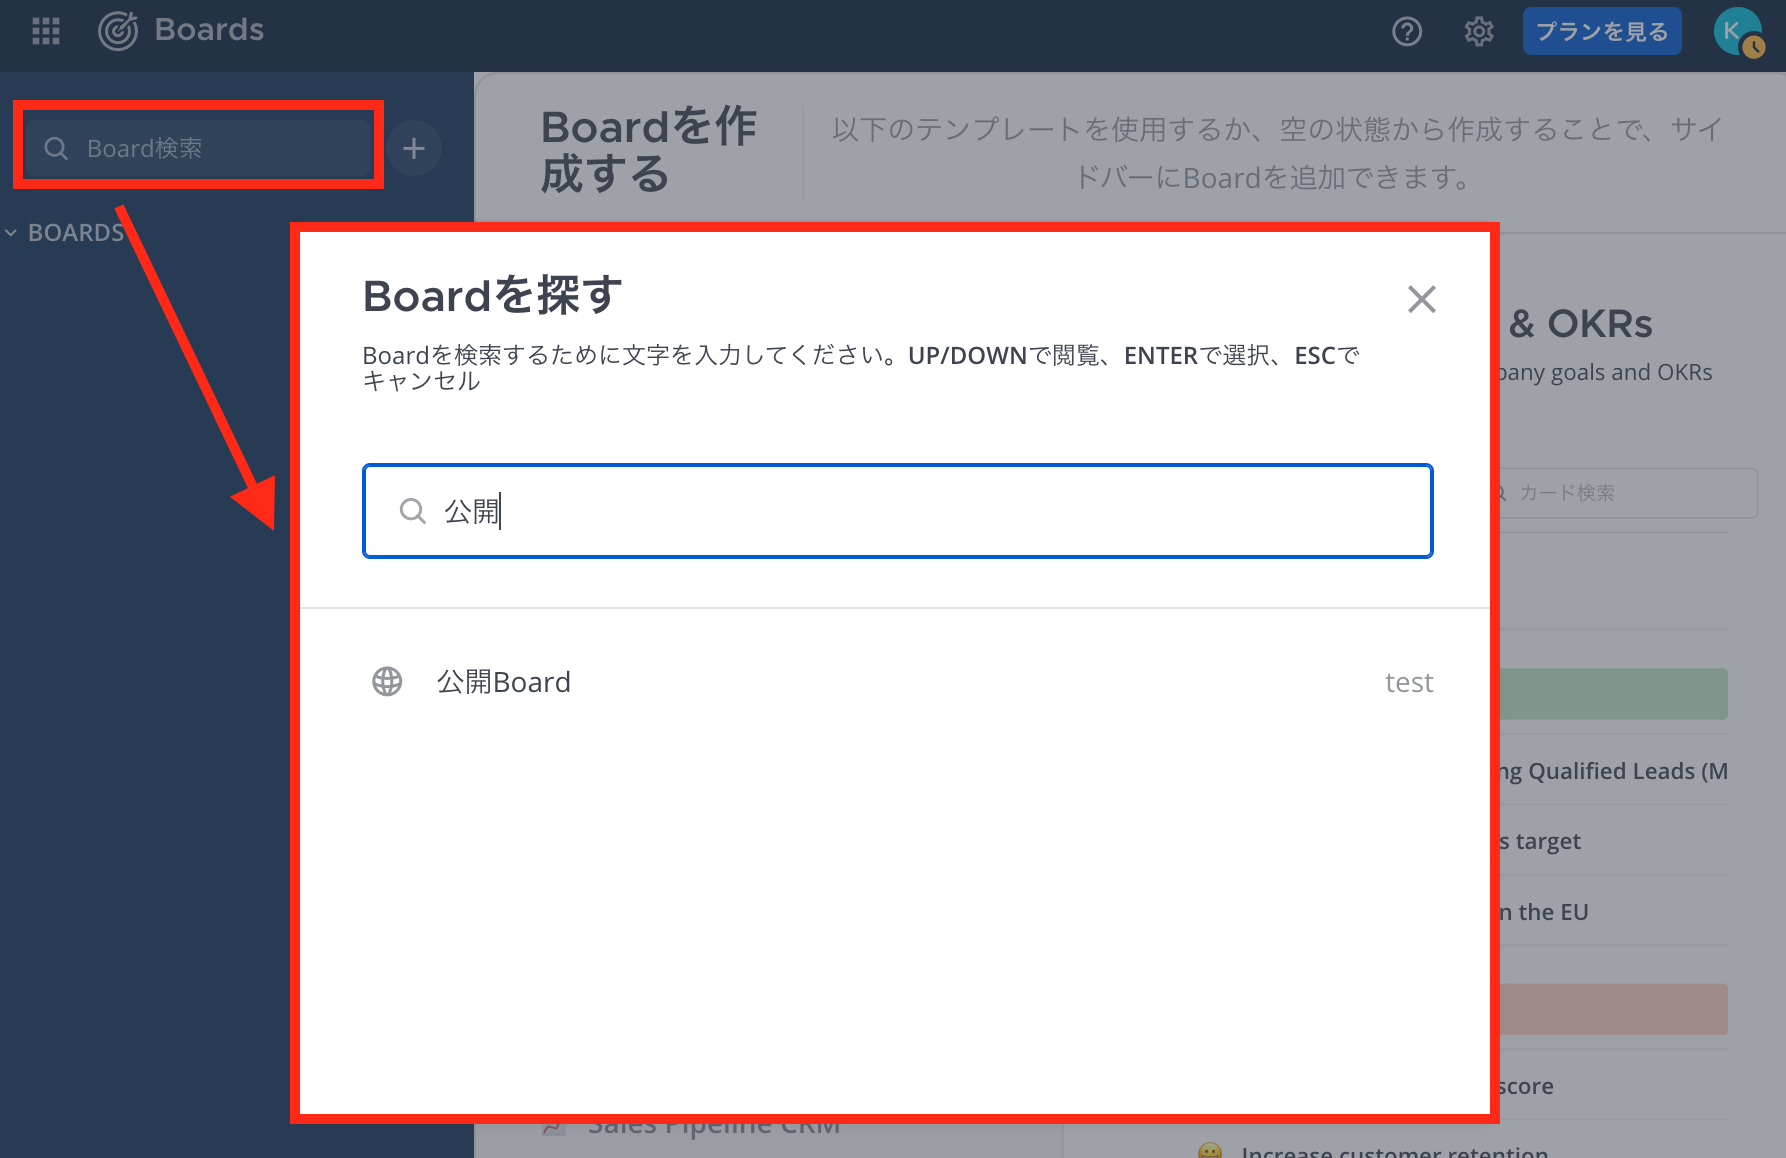 Boards
プランを見る
K
Board検索
BOARDS
Boardを作
成する
以下のテンプレートを使用するか、空の状態から作成することで、サイ
ドバーにBoardを追加できます。
Boardを探す
Boardを検索するために文字を入力してください。UP/DOWNで閲覧、ENTERで選択、ESCで
キャンセル
公開
公開Board
test
& OKRs
pany goals and OKRs
カード検索
ng Qualified Leads (M
s target
n the EU
score
Sales Pipeline CRM
Increase customer retention